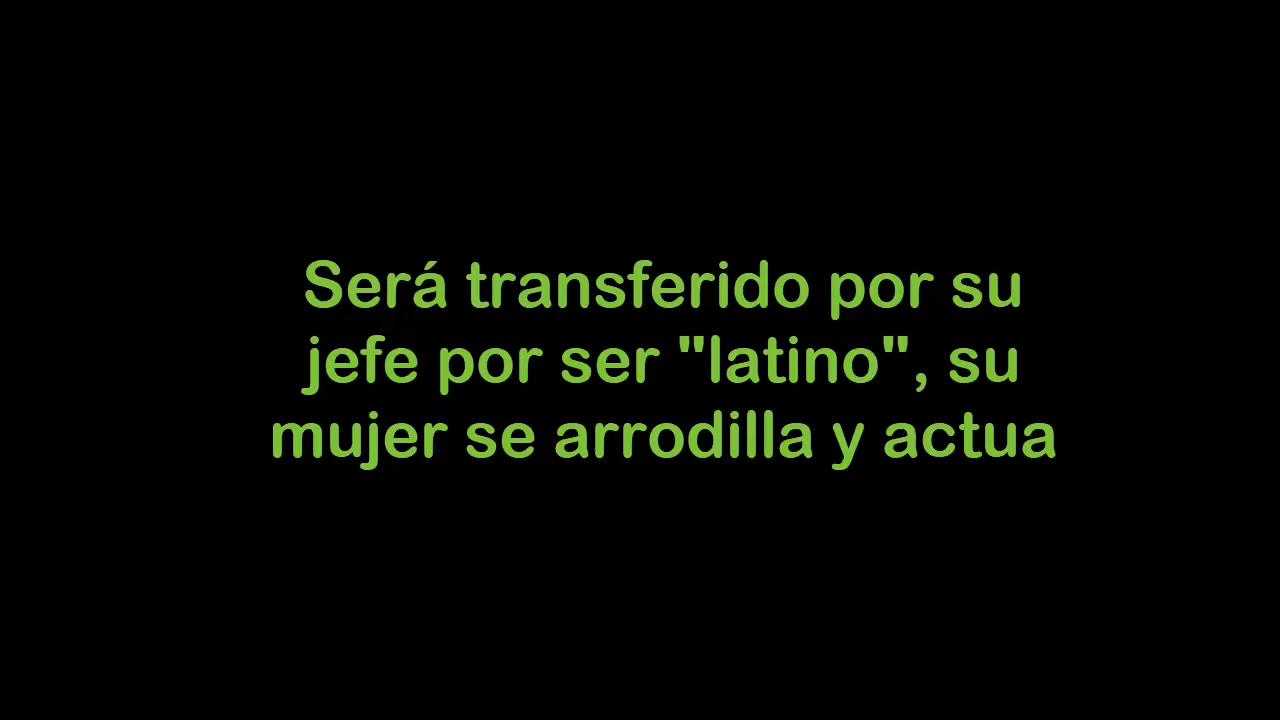 Será transferido por su
jefe por ser "latino", su
mujer se arrodilla y actua